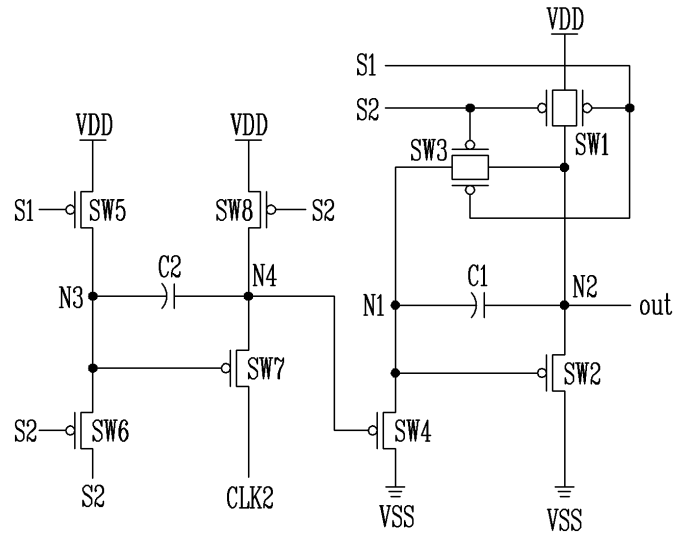 VDD
S1
S2
SW3
SW1
VDD
VDD
S1
SW5
SW8
S2
C2
N4
N3
C1
N2
N1
out
SW7
SW2
S2
SW6
SW4
S2
CLK2
VSS
VSS